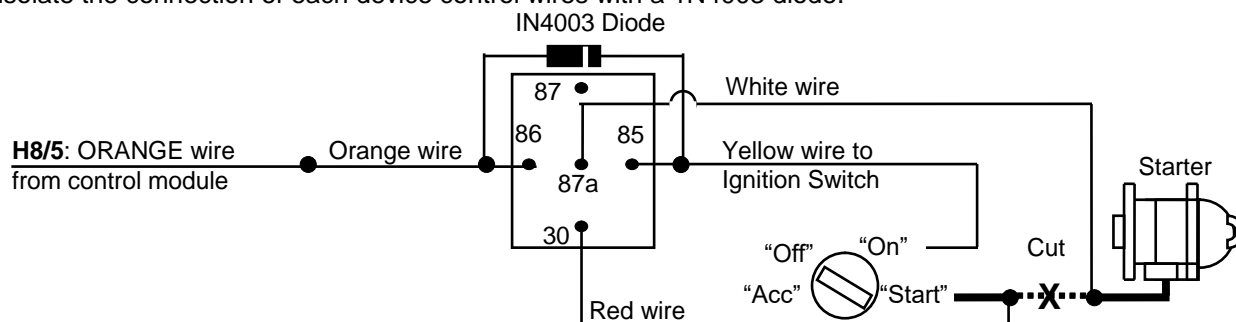 isolate the connection of each device control wires with a 1N4003 diode.
IN4003 Diode
87
White wire
86
85
H8/5: ORANGE wire
from control module
Orange wire
87a
Yellow wire to
Ignition Switch
Starter
30
"Off"
"On"
Cut
"Acc"
"Start"
X
Red wire